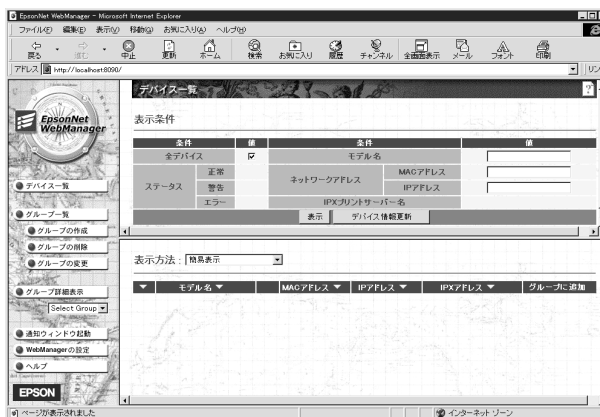 EpsonNet WebManager - Microsoft Internet Explorer
ファイル(F) 編集(E) 表示(V) 移動(G) お気に入り(A) ヘルプ(H)
戻る 進む 中止 更新 ホーム 検索 お気に入り 履歴 チャンネル 全画面表示 メール フォント 印刷
アドレス http://localhost:8090/ リンク
EpsonNet
WebManager
デバイス一覧
グループ一覧
グループの作成
グループの削除
グループの変更
グループ詳細表示
Select Group
通知ウィンドウ起動
WebManagerの設定
ヘルプ
EPSON
デバイス一覧
?
表示条件
条件 値 条件 値
全デバイス モデル名
ステータス 正常 ネットワークアドレス MACアドレス
警告 IPアドレス
エラー IPXプリントサーバー名
表示 デバイス情報更新
表示方法 : 簡易表示
モデル名 MACアドレス IPアドレス IPXアドレス グループに追加
ページが表示されました インターネット ゾーン